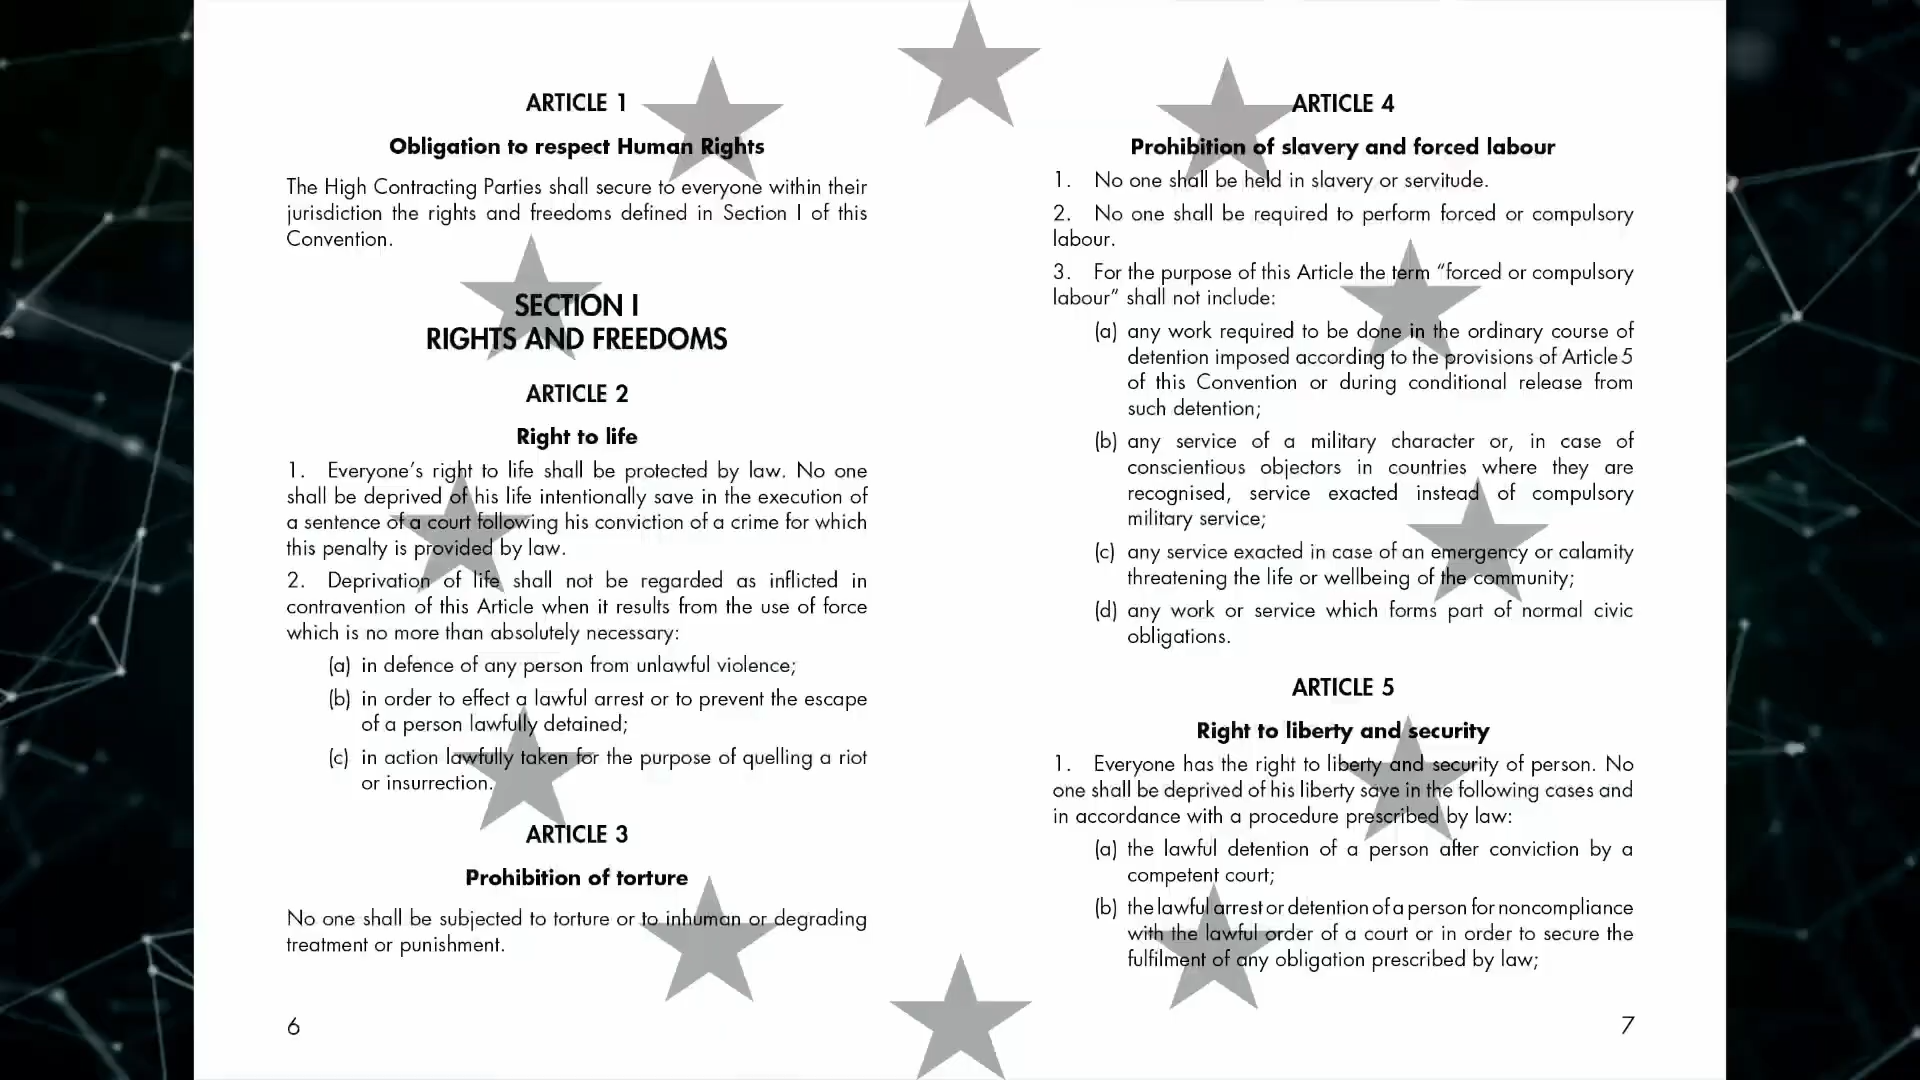 ARTICLE 1
Obligation to respect Human Rights
The High Contracting Parties shall secure to everyone within their
jurisdiction the rights and freedoms defined in Section I of this
Convention.
SECTION I
RIGHTS AND FREEDOMS
ARTICLE 2
Right to life
1. Everyone's right to life shall be protected by law. No one
shall be deprived of his life intentionally save in the execution of
a sentence of a court following his conviction of a crime for which
this penalty is provided by law.
2. Deprivation of life shall not be regarded as inflicted in
contravention of this Article when it results from the use of force
which is no more than absolutely necessary:
(a) in defence of any person from unlawful violence;
(b) in order to effect a lawful arrest or to prevent the escape
of a person lawfully detained;
(c) in action lawfully taken for the purpose of quelling a riot
or insurrection.
ARTICLE 3
Prohibition of torture
No one shall be subjected to torture or to inhuman or degrading
treatment or punishment.
6
ARTICLE 4
Prohibition of slavery and forced labour
1. No one shall be held in slavery or servitude.
2. No one shall be required to perform forced or compulsory
labour.
3. For the purpose of this Article the term “forced or compulsory
labour” shall not include:
(a) any work required to be done in the ordinary course of
detention imposed according to the provisions of Article 5
of this Convention or during conditional release from
such detention;
(b) any service of a military character or, in case of
conscientious objectors in countries where they are
recognised, service exacted instead of compulsory
military service;
(c) any service exacted in case of an emergency or calamity
threatening the life or wellbeing of the community;
(d) any work or service which forms part of normal civic
obligations.
ARTICLE 5
Right to liberty and security
1. Everyone has the right to liberty and security of person. No
one shall be deprived of his liberty save in the following cases and
in accordance with a procedure prescribed by law:
(a) the lawful detention of a person after conviction by a
competent court;
(b) the lawful arrest or detention of a person for noncompliance
with the lawful order of a court or in order to secure the
fulfilment of any obligation prescribed by law;
7